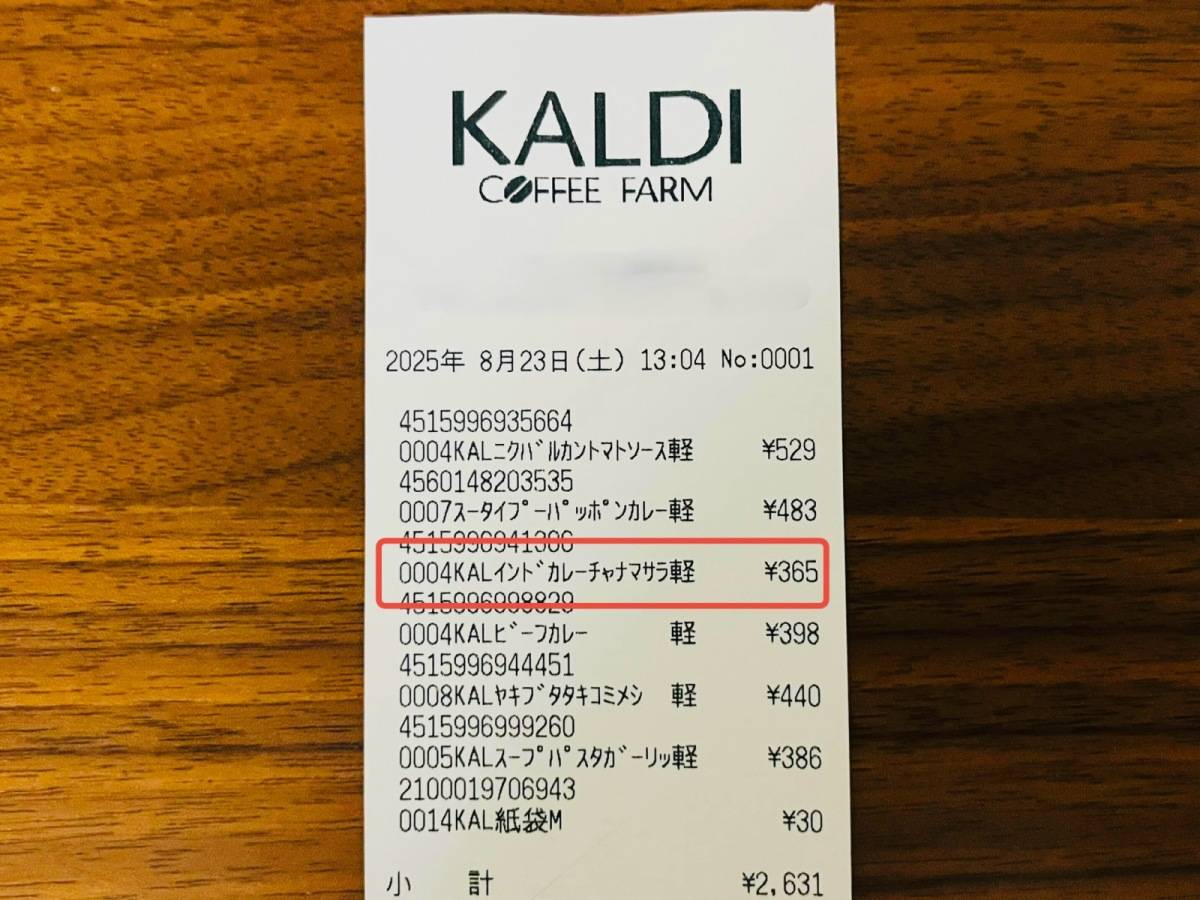 KALDI
COFFEE FARM
2025年 8月23日(土) 13:04 No:0001
4515996935664
0004KALﾆｸﾊﾞﾙｶﾝﾄﾏﾄｿｰｽ軽 ¥529
4560148203535
0007ｽｰﾀｲﾌﾟｰﾊﾟｯﾎﾟﾝｶﾚｰ軽 ¥483
4515996941306
0004KALｲﾝﾄﾞｶﾚｰﾁｬﾅﾏｻﾗ軽 ¥365
4515996998829
0004KALﾋﾞｰﾌｶﾚｰ 軽 ¥398
4515996944451
0008KALﾔｷﾌﾞﾀﾀｷｺﾐﾒｼ 軽 ¥440
4515996999260
0005KALｽｰﾌﾟﾊﾟｽﾀｶﾞｰﾘｯ軽 ¥386
2100019706943
0014KAL紙袋M ¥30
小 計 ¥2,631